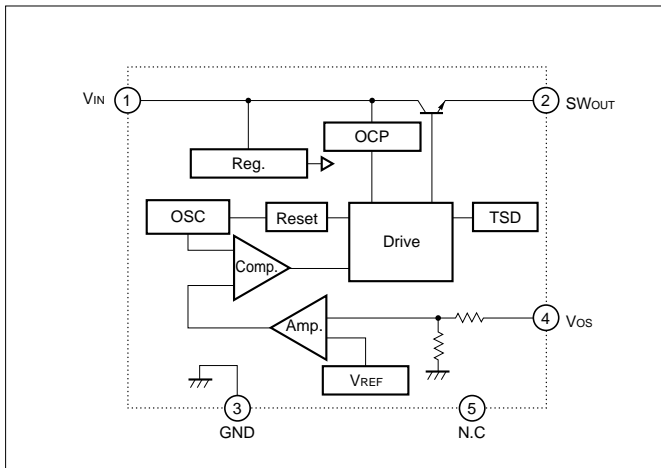 VIN
1
2
SWOUT
OCP
Reg.
OSC
Reset
Drive
TSD
Comp.
Amp.
4
VOS
VREF
3
5
GND
N.C